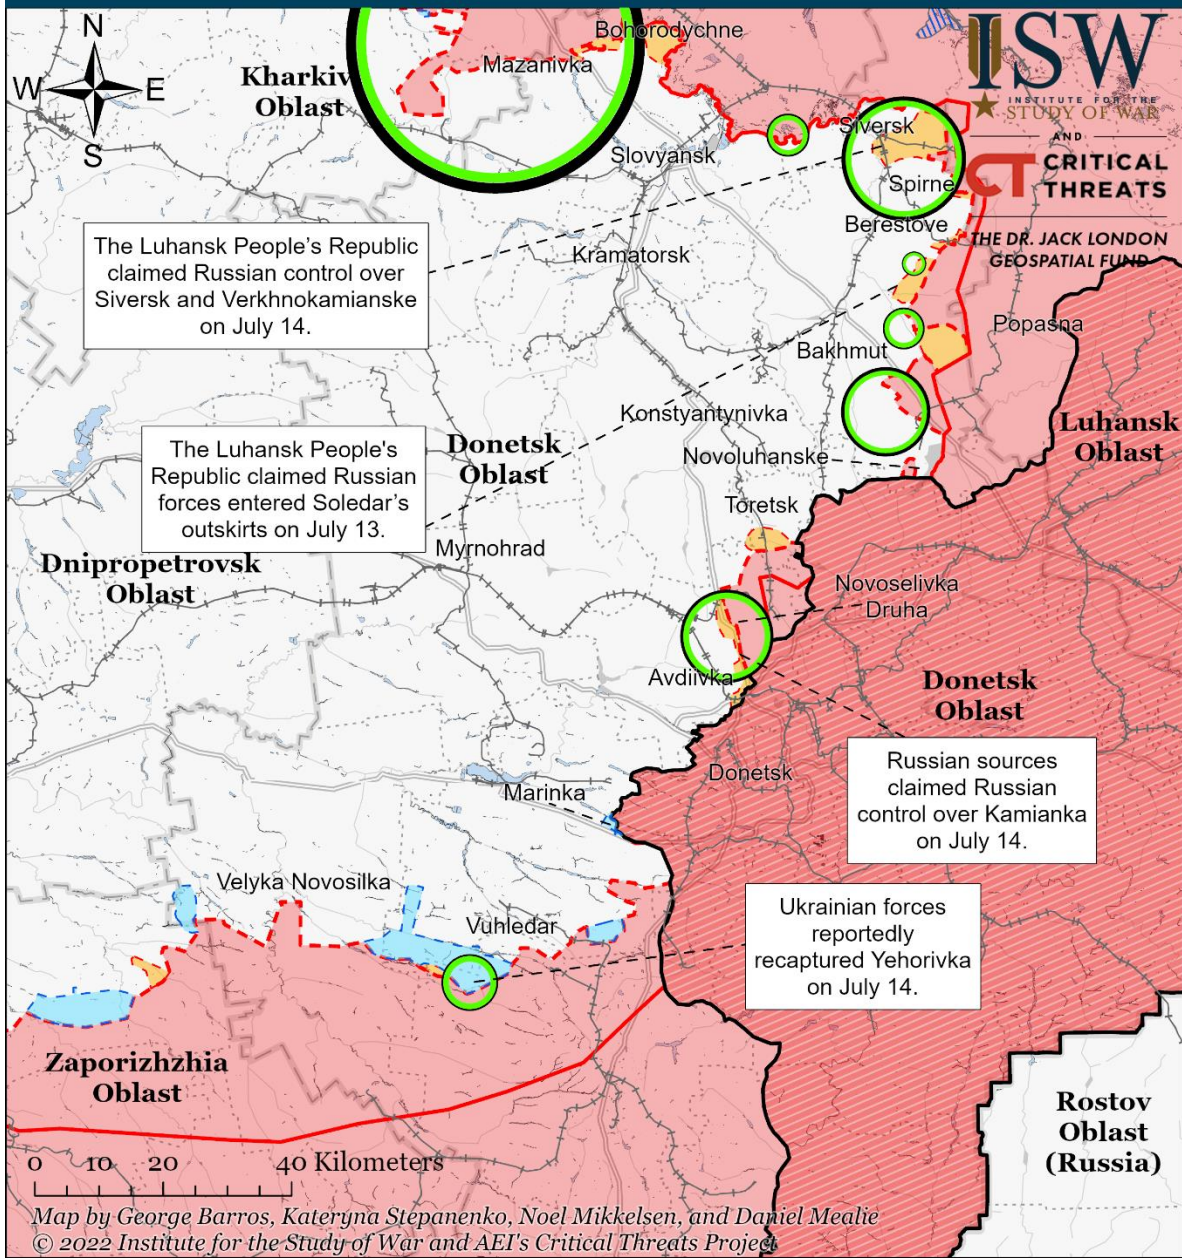 N
W
E
S
Bohorodychne
Mazanivka
Kharkiv
Oblast
ISW
INSTITUTE FOR THE
STUDY OF WAR
AND
CT CRITICAL
THREATS
THE DR. JACK LONDON
GEOSPATIAL FUND
Siversk
Slovyansk
Spirne
Berestove
Kramatorsk
The Luhansk People’s Republic
claimed Russian control over
Siversk and Verkhnokamianske
on July 14.
Popasna
Bakhmut
Konstyantynivka
Luhansk
Oblast
Donetsk
Oblast
Novoluhanske
The Luhansk People's
Republic claimed Russian
forces entered Soledar’s
outskirts on July 13.
Toretsk
Myrnohrad
Dnipropetrovsk
Oblast
Novoselivka
Druha
Avdiivka
Donetsk
Oblast
Donetsk
Russian sources
claimed Russian
control over Kamianka
on July 14.
Marinka
Velyka Novosilka
Vuhledar
Ukrainian forces
reportedly
recaptured Yehorivka
on July 14.
Zaporizhzhia
Oblast
Rostov
Oblast
(Russia)
0 10 20 40 Kilometers
Map by George Barros, Kateryna Stepanenko, Noel Mikkelsen, and Daniel Mealie
© 2022 Institute for the Study of War and AEI's Critical Threats Project